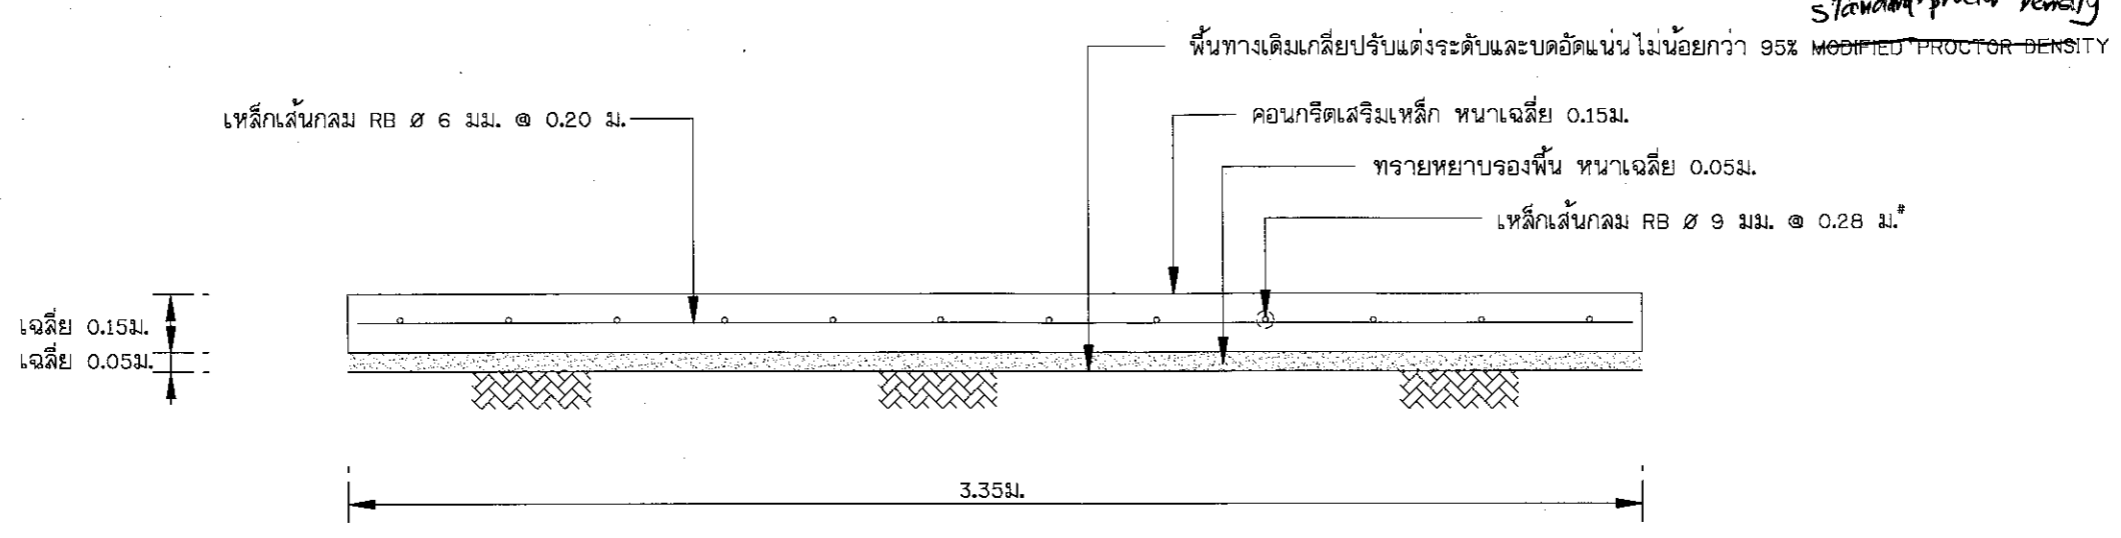 Standard proctor Density
พื้นทางเดิมเกลี่ยปรับแต่งระดับและบดอัดแน่นไม่น้อยกว่า 95% MODIFIED PROCTOR DENSITY
เหล็กเส้นกลม RB Ø 6 มม. @ 0.20 ม.
คอนกรีตเสริมเหล็ก หนาเฉลี่ย 0.15ม.
ทรายหยาบรองพื้น หนาเฉลี่ย 0.05ม.
เหล็กเส้นกลม RB Ø 9 มม. @ 0.28 ม.#
เฉลี่ย 0.15ม.
เฉลี่ย 0.05ม.
3.35ม.